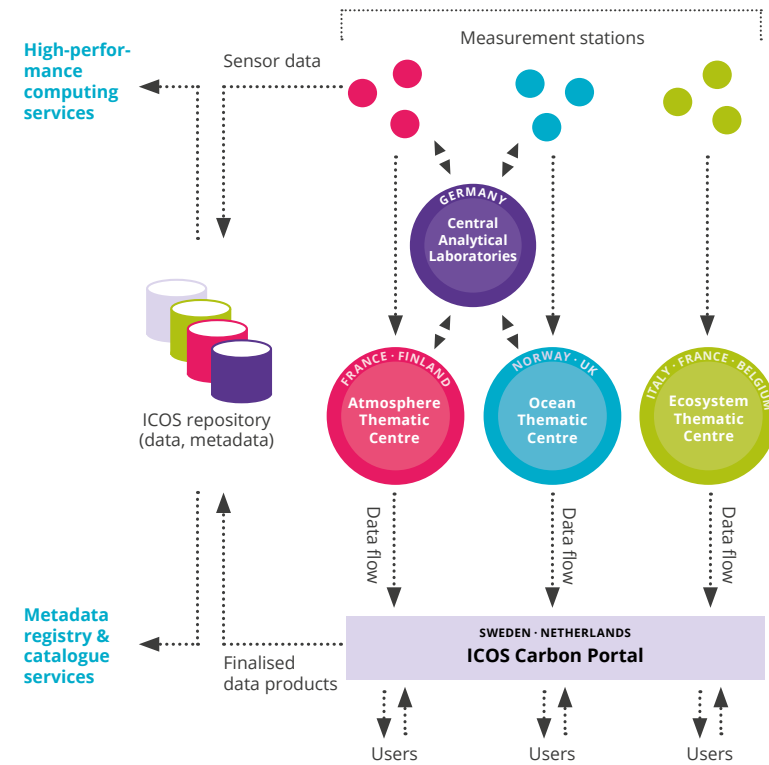 High-perfor-
mance
computing
services
Sensor data
Measurement stations
GERMANY
Central
Analytical
Laboratories
ICOS repository
(data, metadata)
FRANCE · FINLAND
Atmosphere
Thematic
Centre
NORWAY · UK
Ocean
Thematic
Centre
ITALY · FRANCE · BELGIUM
Ecosystem
Thematic
Centre
Data flow
Data flow
Data flow
Metadata
registry &
catalogue
services
Finalised
data products
SWEDEN · NETHERLANDS
ICOS Carbon Portal
Users
Users
Users